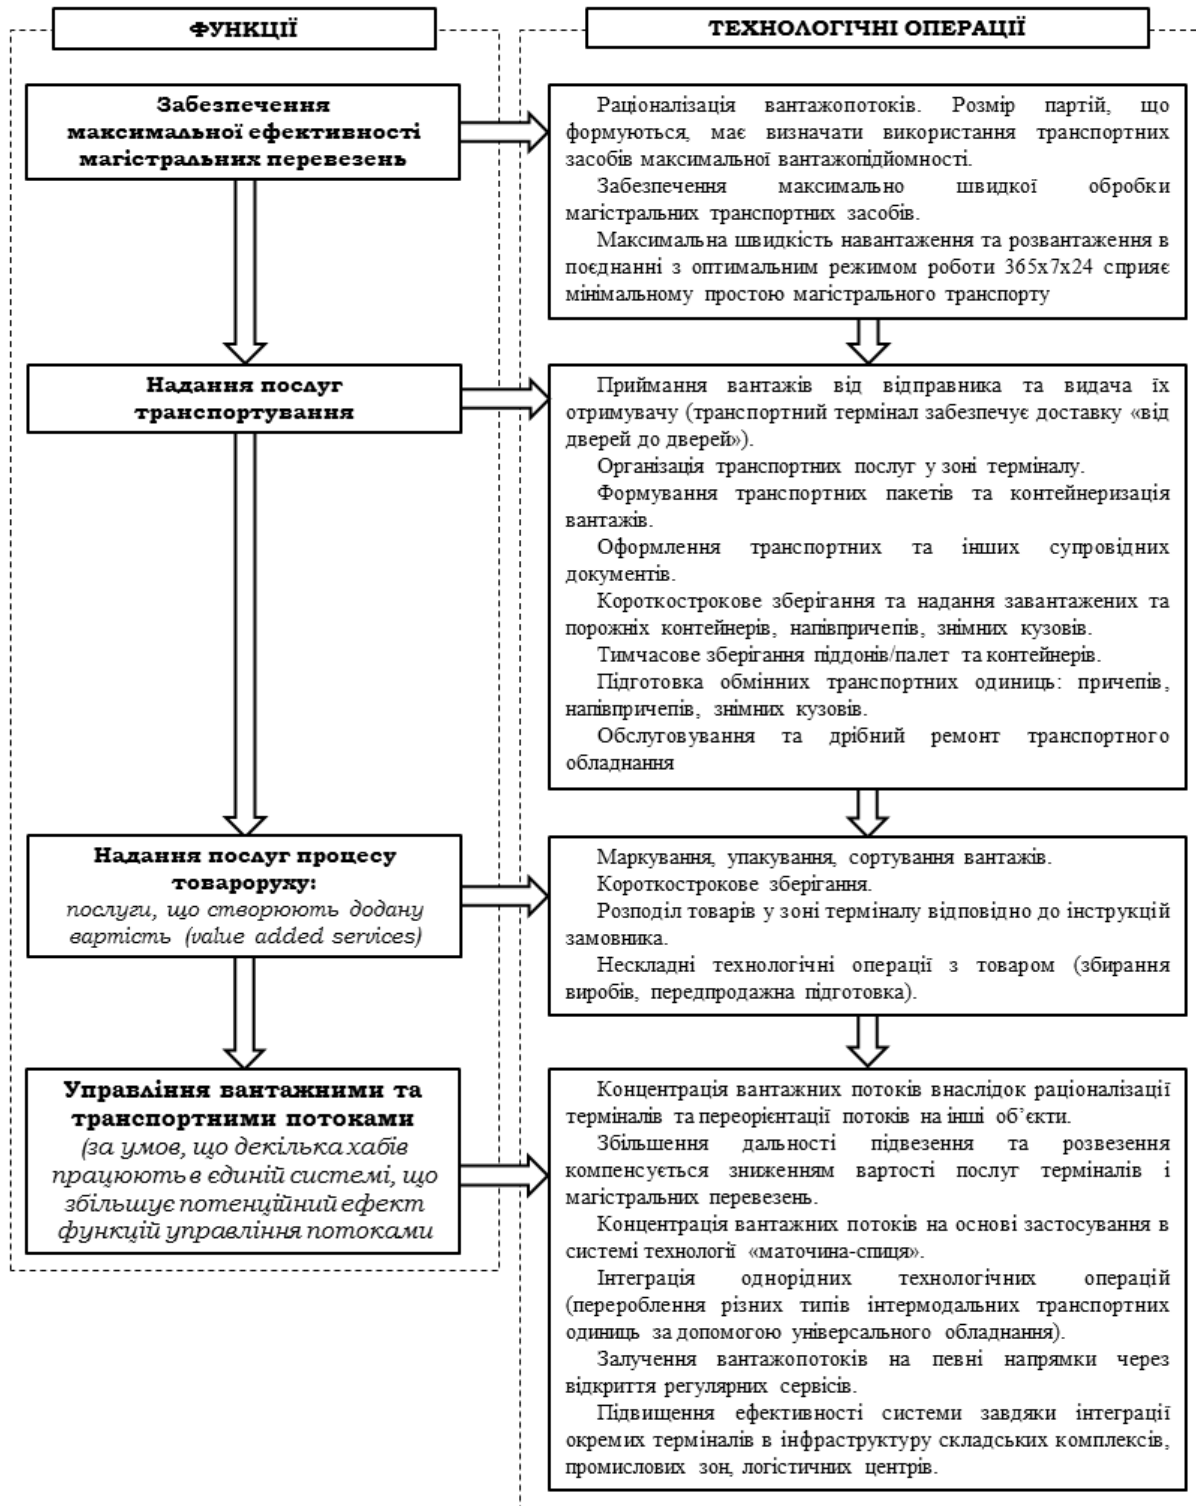 ФУНКЦІЇ
ТЕХНОЛОГІЧНІ ОПЕРАЦІЇ
Забезпечення
максимальної ефективності
магістральних перевезень
Раціоналізація вантажопотоків. Розмір партій, що
формуються, має визначати використання транспортних
засобів максимальної вантажопідйомності.
Забезпечення максимально швидкої обробки
магістральних транспортних засобів.
Максимальна швидкість навантаження та розвантаження в
поєднанні з оптимальним режимом роботи 365х7х24 сприяє
мінімальному простою магістрального транспорту
Надання послуг
транспортування
Приймання вантажів від відправника та видача їх
отримувачу (транспортний термінал забезпечує доставку «від
дверей до дверей»).
Організація транспортних послуг у зоні терміналу.
Формування транспортних пакетів та контейнеризація
вантажів.
Оформлення транспортних та інших супровідних
документів.
Короткострокове зберігання та надання завантажених та
порожніх контейнерів, напівпричепів, знімних кузовів.
Тимчасове зберігання піддонів/палет та контейнерів.
Підготовка обмінних транспортних одиниць: причепів,
напівпричепів, знімних кузовів.
Обслуговування та дрібний ремонт транспортного
обладнання
Надання послуг процесу
товароруху:
послуги, що створюють додану
вартість (value added services)
Маркування, упакування, сортування вантажів.
Короткострокове зберігання.
Розподіл товарів у зоні терміналу відповідно до інструкцій
замовника.
Нескладні технологічні операції з товаром (збирання
виробів, передпродажна підготовка).
Управління вантажними та
транспортними потоками
(за умов, що декілька хабів
працюють в єдиній системі, що
збільшує потенційний ефект
функцій управління потоками
Концентрація вантажних потоків внаслідок раціоналізації
терміналів та переорієнтації потоків на інші об’єкти.
Збільшення дальності підвезення та розвезення
компенсується зниженням вартості послуг терміналів і
магістральних перевезень.
Концентрація вантажних потоків на основі застосування в
системі технології «маточина-спиця».
Інтеграція однорідних технологічних операцій
(перероблення різних типів інтермодальних транспортних
одиниць за допомогою універсального обладнання).
Залучення вантажопотоків на певні напрямки через
відкриття регулярних сервісів.
Підвищення ефективності системи завдяки інтеграції
окремих терміналів в інфраструктуру складських комплексів,
промислових зон, логістичних центрів.